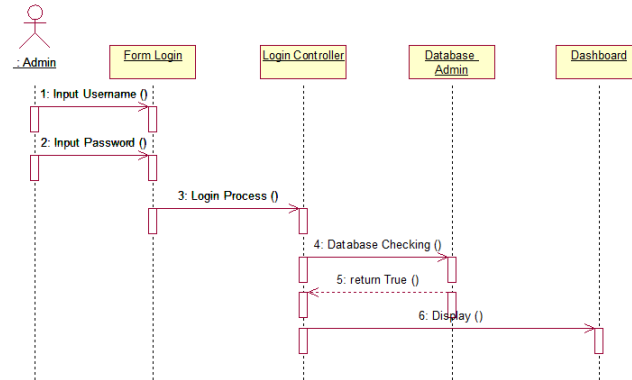 : Admin
Form Login
Login Controller
Database
Admin
Dashboard
1: Input Username ()
2: Input Password ()
3: Login Process ()
4: Database Checking ()
5: return True ()
6: Display ()